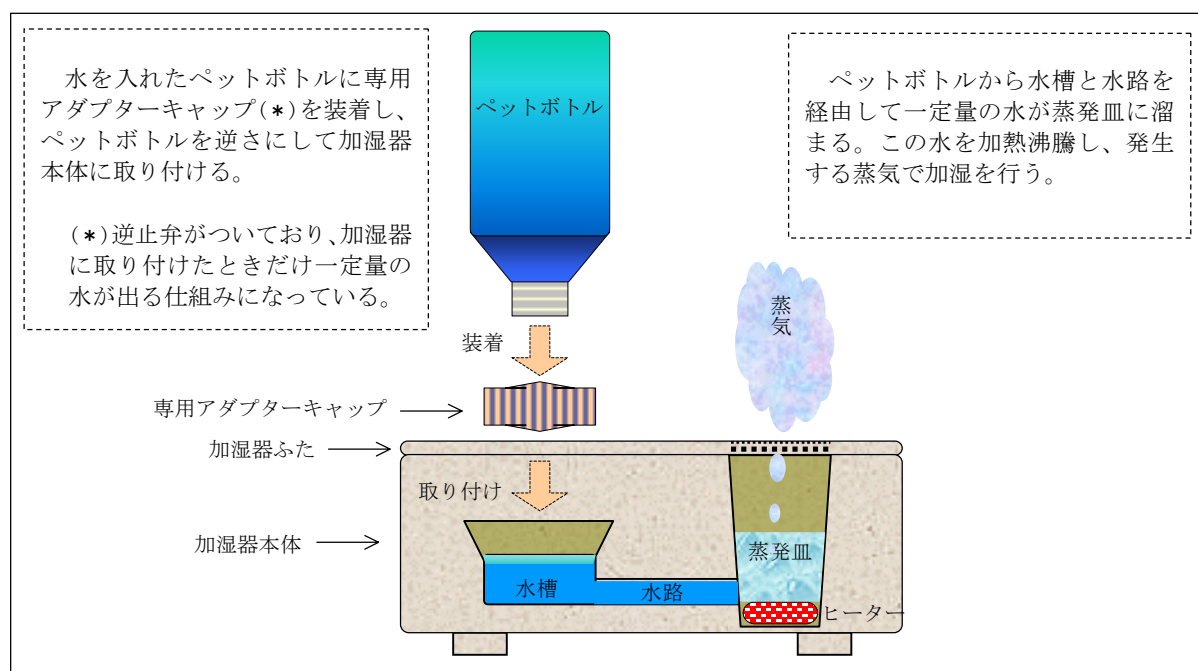 水を入れたペットボトルに専用
アダプターキャップ(*)を装着し、
ペットボトルを逆さにして加湿器
本体に取り付ける。
(*)逆止弁がついており、加湿器
に取り付けたときだけ一定量の
水が出る仕組みになっている。
ペットボトル
ペットボトルから水槽と水路を
経由して一定量の水が蒸発皿に溜
まる。この水を加熱沸騰し、発生
する蒸気で加湿を行う。
蒸気
装着
専用アダプターキャップ
加湿器ふた
取り付け
加湿器本体
蒸発皿
水槽
水路
ヒーター